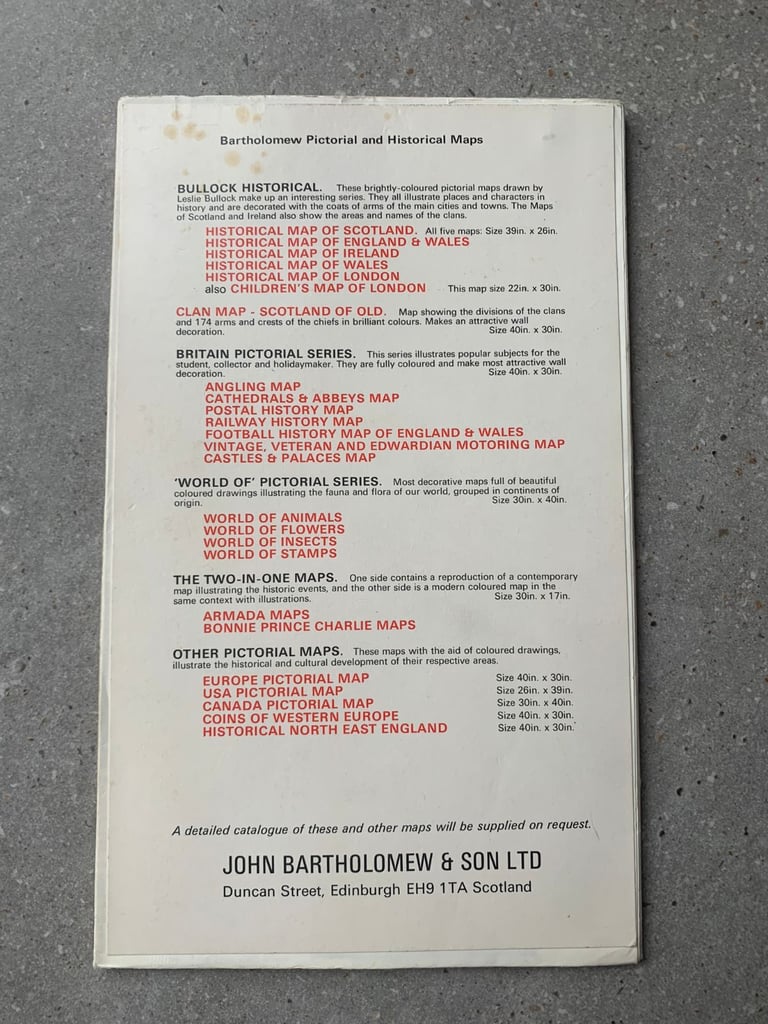 Bartholomew Pictorial and Historical Maps
BULLOCK HISTORICAL. These brightly-coloured pictorial maps drawn by
Leslie Bullock make up an interesting series. They all illustrate places and characters in
history and are decorated with the coats of arms of the main cities and towns. The Maps
of Scotland and Ireland also show the areas and names of the clans.
HISTORICAL MAP OF SCOTLAND. All five maps: Size 39in. x 26in.
HISTORICAL MAP OF ENGLAND & WALES
HISTORICAL MAP OF IRELAND
HISTORICAL MAP OF WALES
HISTORICAL MAP OF LONDON
also CHILDREN'S MAP OF LONDON This map size 22in. x 30in.
CLAN MAP - SCOTLAND OF OLD. Map showing the divisions of the clans
and 174 arms and crests of the chiefs in brilliant colours. Makes an attractive wall
decoration. Size 40in. x 30in.
BRITAIN PICTORIAL SERIES. This series illustrates popular subjects for the
student, collector and holidaymaker. They are fully coloured and make most attractive wall
decoration. Size 40in. x 30in.
ANGLING MAP
CATHEDRALS & ABBEYS MAP
POSTAL HISTORY MAP
RAILWAY HISTORY MAP
FOOTBALL HISTORY MAP OF ENGLAND & WALES
VINTAGE, VETERAN AND EDWARDIAN MOTORING MAP
CASTLES & PALACES MAP
'WORLD OF' PICTORIAL SERIES. Most decorative maps full of beautiful
coloured drawings illustrating the fauna and flora of our world, grouped in continents of
origin. Size 30in. x 40in.
WORLD OF ANIMALS
WORLD OF FLOWERS
WORLD OF INSECTS
WORLD OF STAMPS
THE TWO-IN-ONE MAPS. One side contains a reproduction of a contemporary
map illustrating the historic events, and the other side is a modern coloured map in the
same context with illustrations. Size 30in. x 17in.
ARMADA MAPS
BONNIE PRINCE CHARLIE MAPS
OTHER PICTORIAL MAPS. These maps with the aid of coloured drawings,
illustrate the historical and cultural development of their respective areas.
EUROPE PICTORIAL MAP Size 40in. x 30in.
USA PICTORIAL MAP Size 26in. x 39in.
CANADA PICTORIAL MAP Size 30in. x 40in.
COINS OF WESTERN EUROPE Size 40in. x 30in.
HISTORICAL NORTH EAST ENGLAND Size 40in. x 30in.
A detailed catalogue of these and other maps will be supplied on request.
JOHN BARTHOLOMEW & SON LTD
Duncan Street, Edinburgh EH9 1TA Scotland